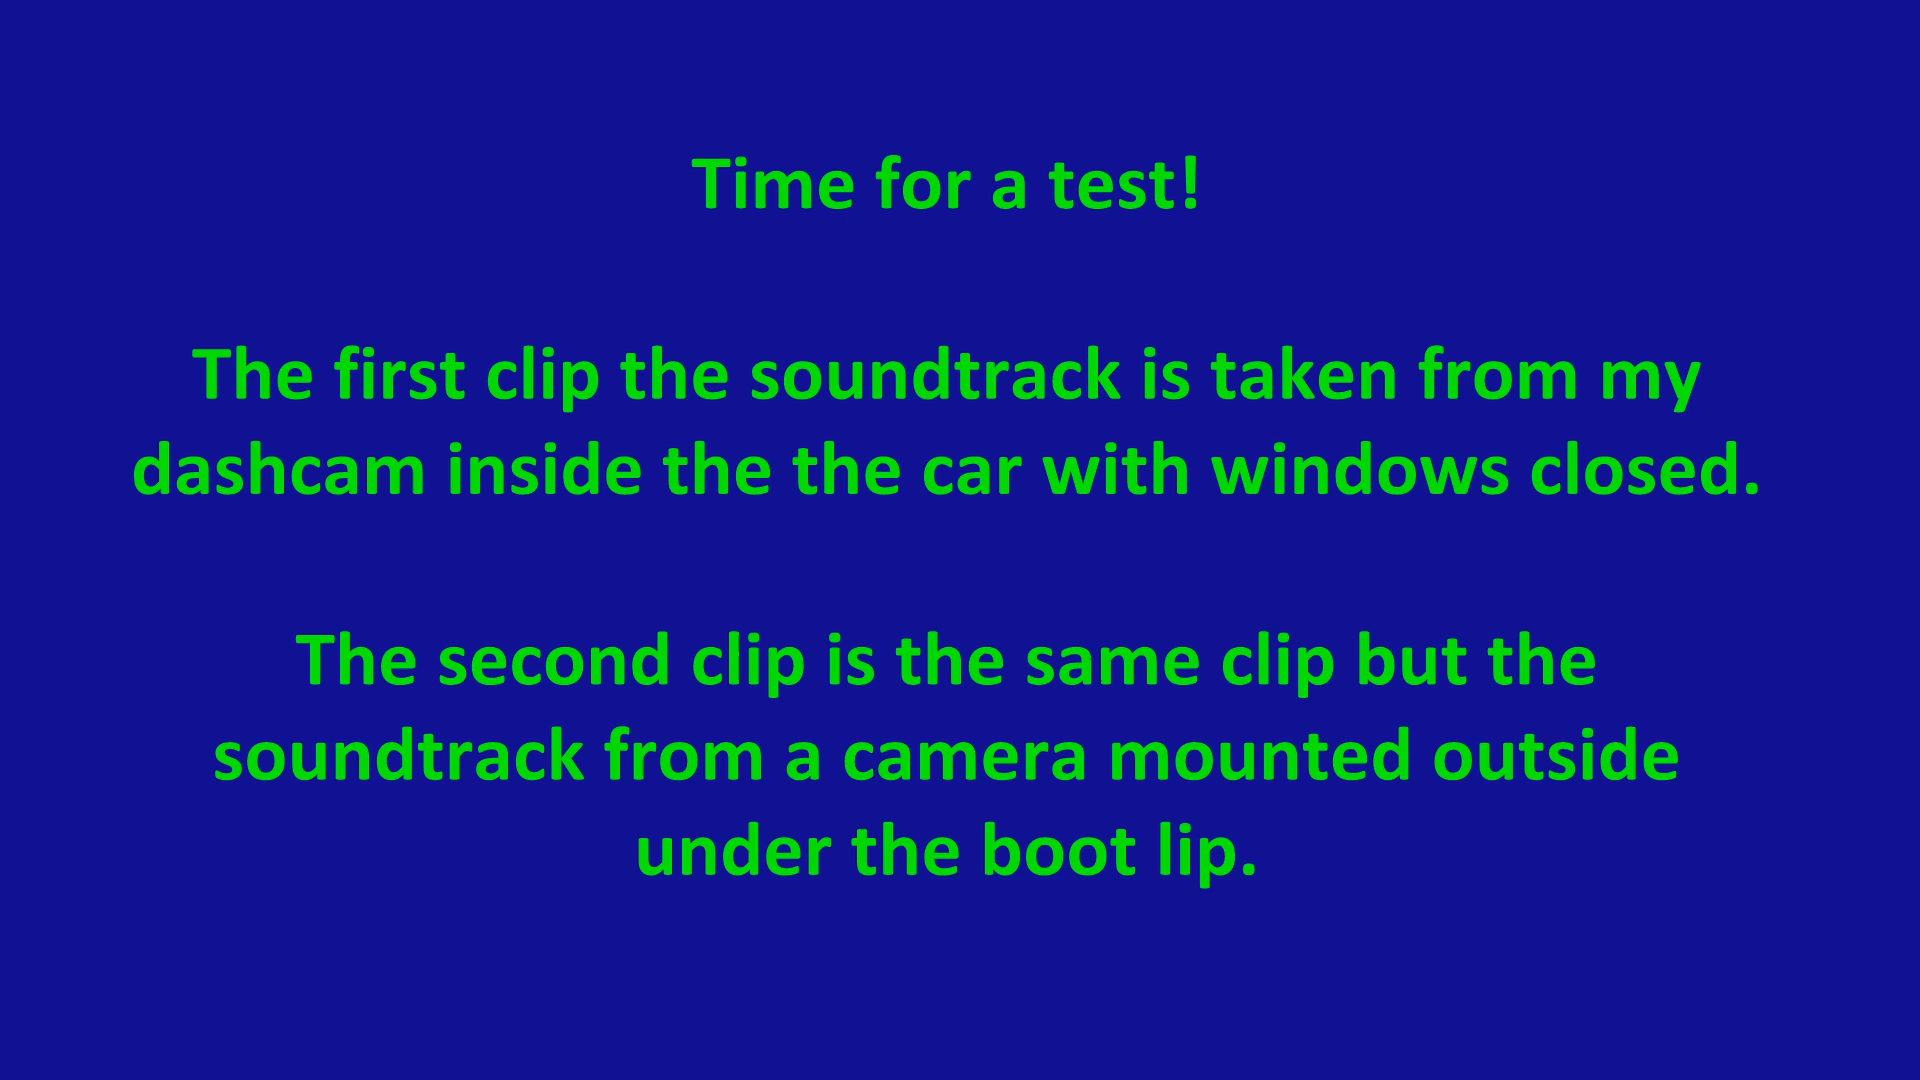 Time for a test!
The first clip the soundtrack is taken from my
dashcam inside the the car with windows closed.
The second clip is the same clip but the
soundtrack from a camera mounted outside
under the boot lip.